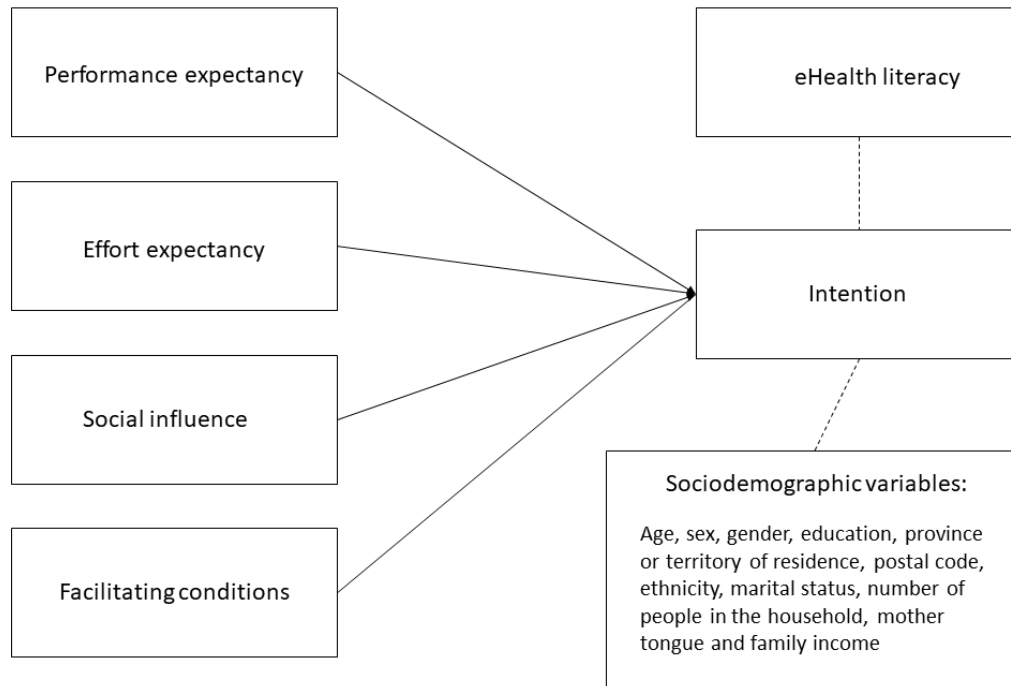 Performance expectancy
eHealth literacy
Effort expectancy
Intention
Social influence
Sociodemographic variables:
Age, sex, gender, education, province
or territory of residence, postal code,
ethnicity, marital status, number of
people in the household, mother
tongue and family income
Facilitating conditions